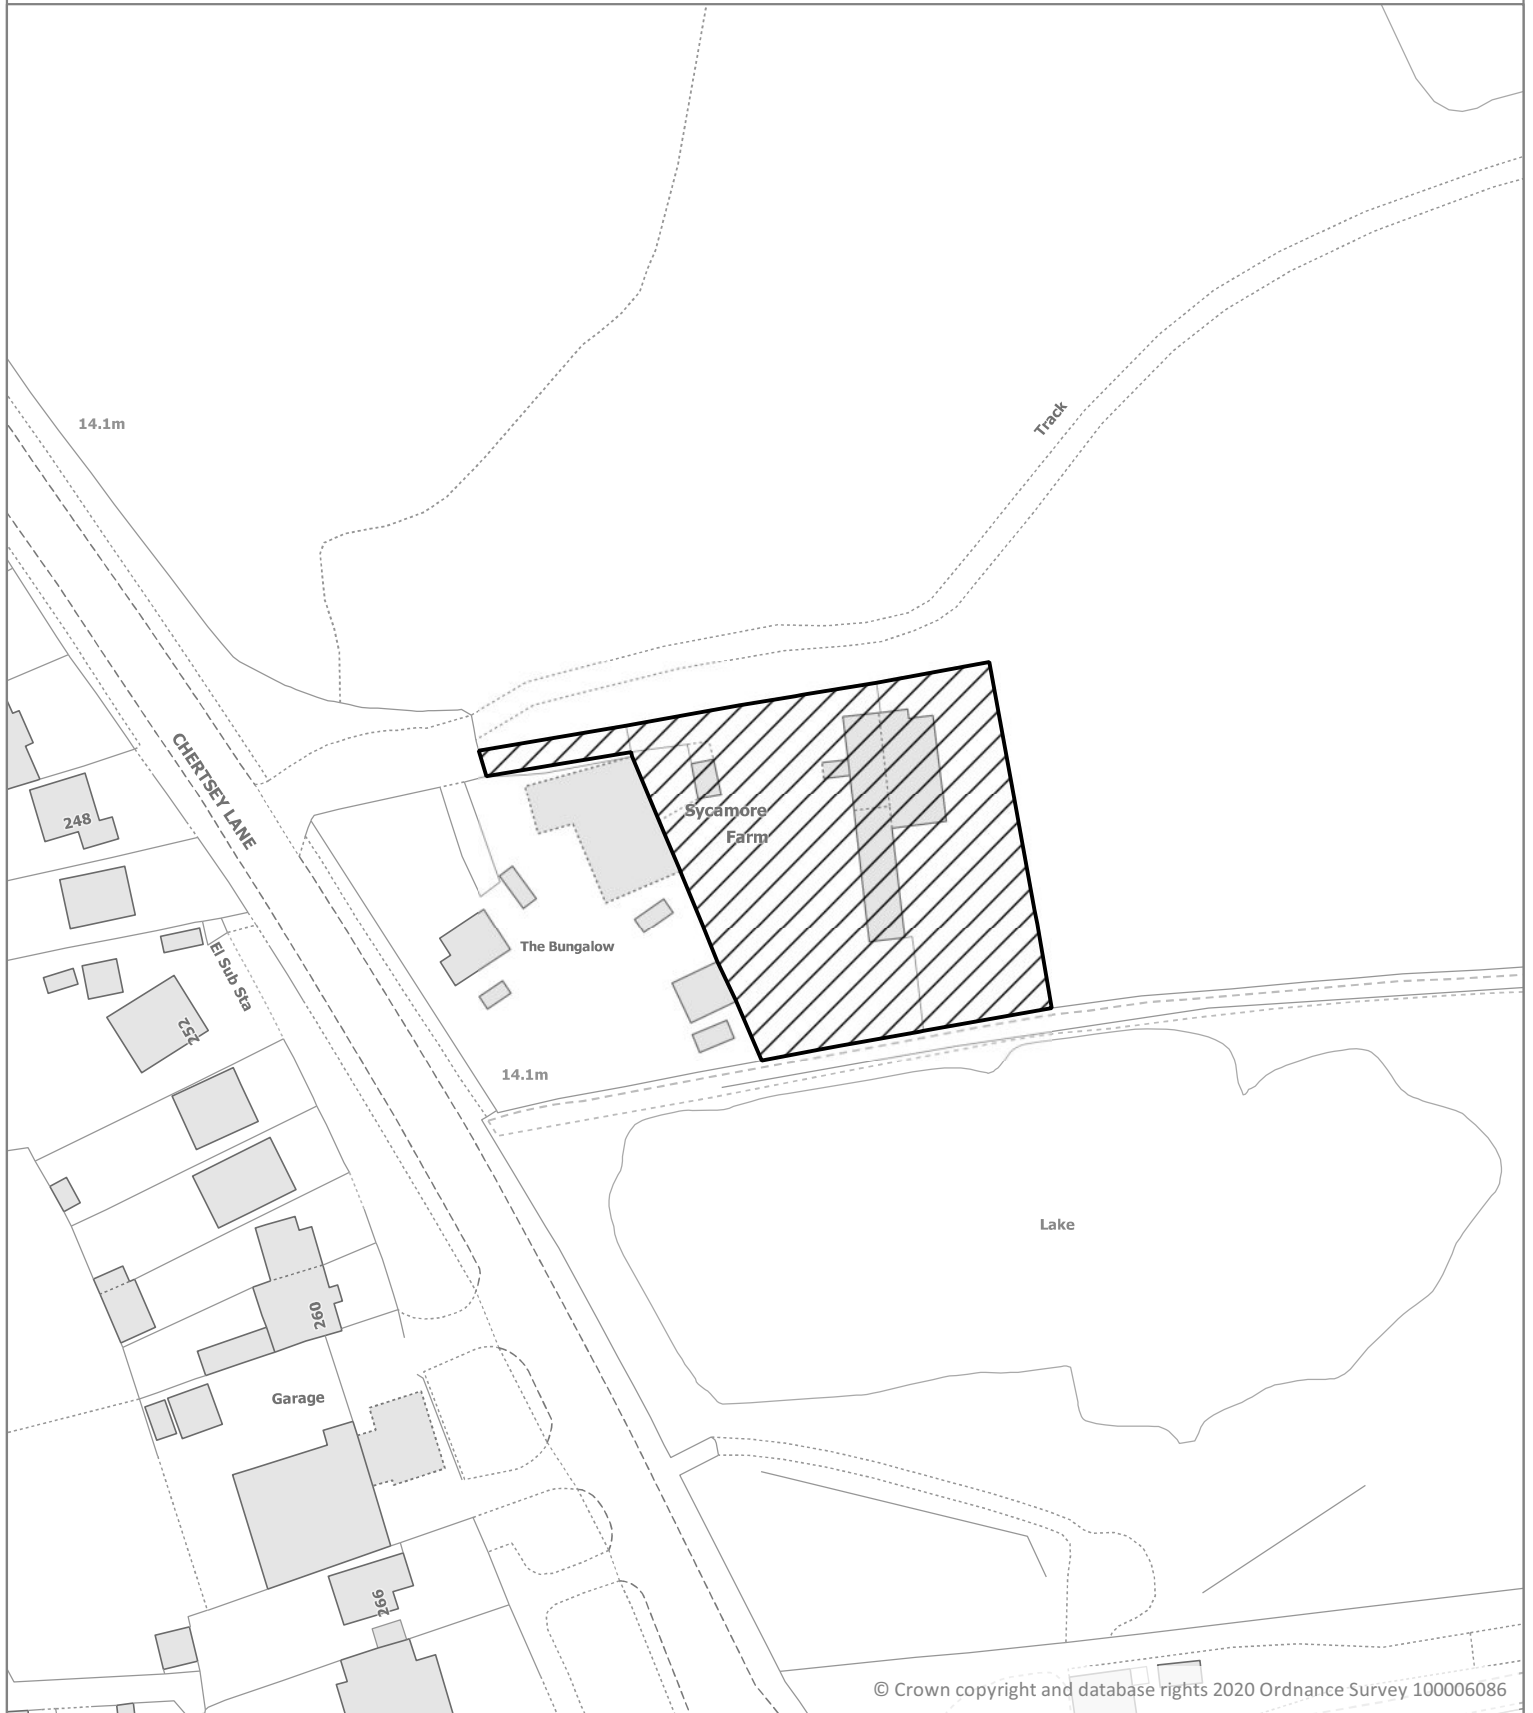 14.1m
Track
CHERTSEY LANE
248
Sycamore
Farm
The Bungalow
El Sub Sta
252
14.1m
Lake
260
Garage
266
© Crown copyright and database rights 2020 Ordnance Survey 100006086